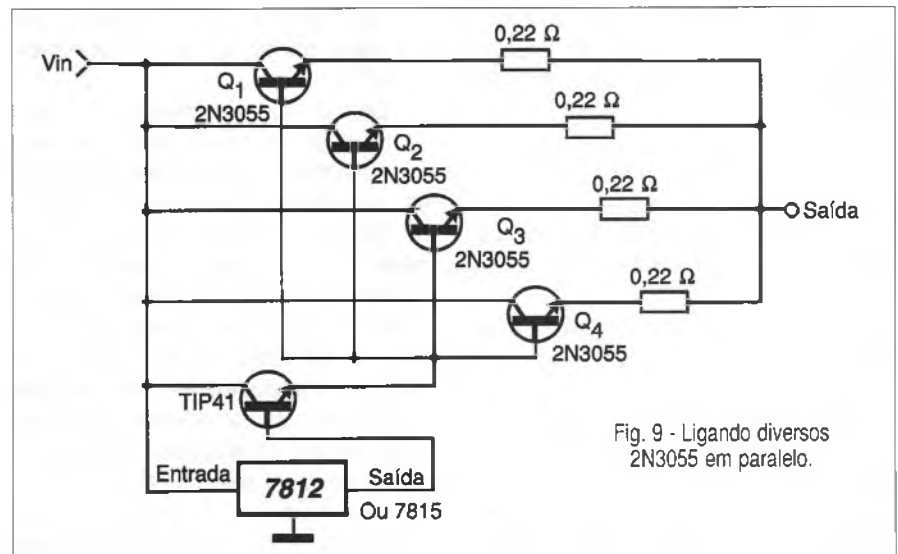 0,22 Ω
Vin
Q1
2N3055
0,22 Ω
Q2
2N3055
0,22 Ω
Saída
Q3
2N3055
0,22 Ω
Q4
2N3055
TIP41
Fig. 9 - Ligando diversos
2N3055 em paralelo.
Entrada
7812
Saída
Ou 7815